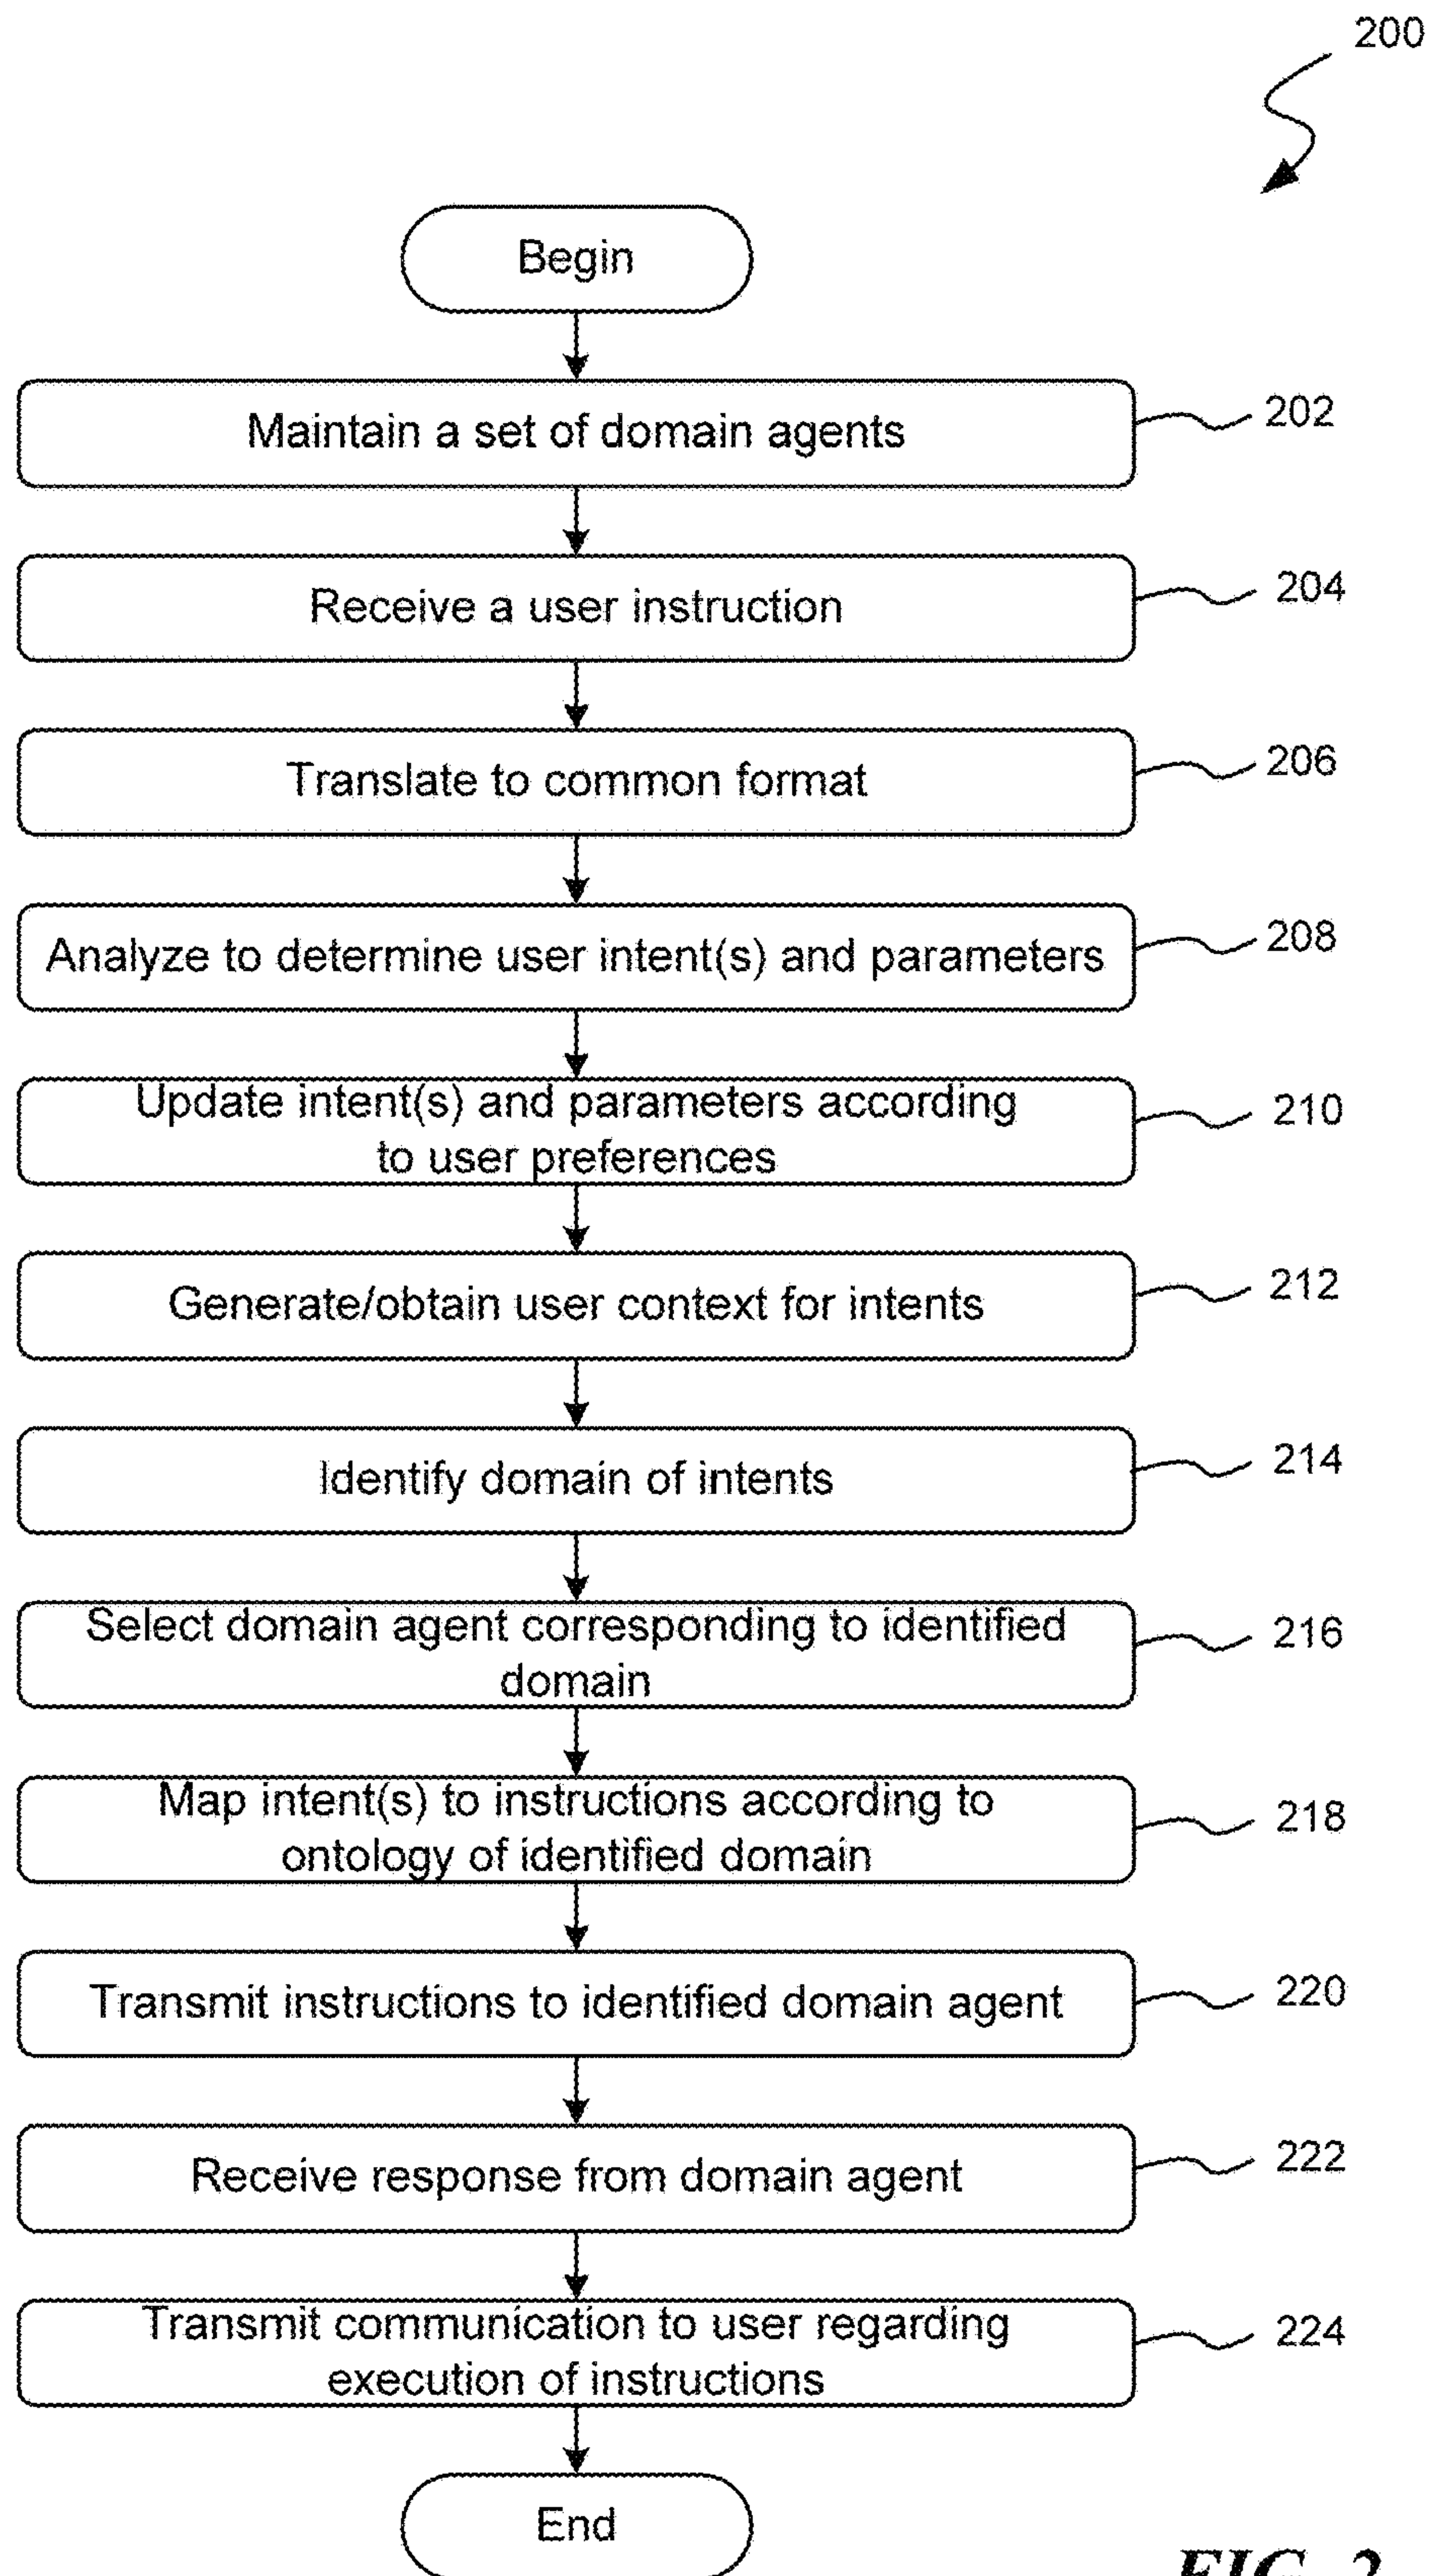 200
Begin
Maintain a set of domain agents
202
Receive a user instruction
204
Translate to common format
206
Analyze to determine user intent(s) and parameters
208
Update intent(s) and parameters according
to user preferences
210
Generate/obtain user context for intents
212
Identify domain of intents
214
Select domain agent corresponding to identified
domain
216
Map intent(s) to instructions according to
ontology of identified domain
218
Transmit instructions to identified domain agent
220
Receive response from domain agent
222
Transmit communication to user regarding
execution of instructions
224
End
FIG. 2